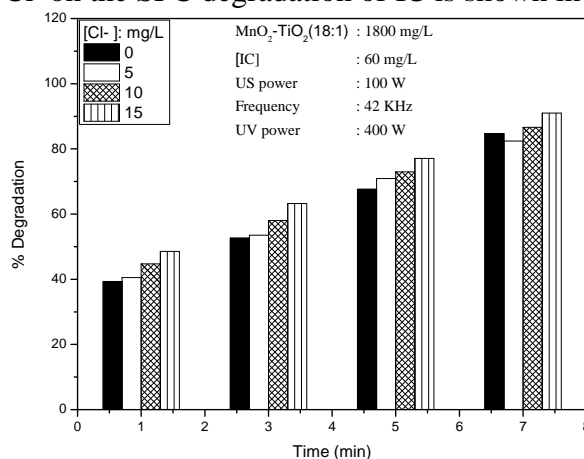 Cl- on the SPC degradation of IC is shown in
[Cl- ]: mg/L
0
5
10
15
MnO2-TiO2(18:1) : 1800 mg/L
[IC] : 60 mg/L
US power : 100 W
Frequency : 42 KHz
UV power : 400 W
120
100
80
60
40
20
0
% Degradation
0 1 2 3 4 5 6 7 8
Time (min)